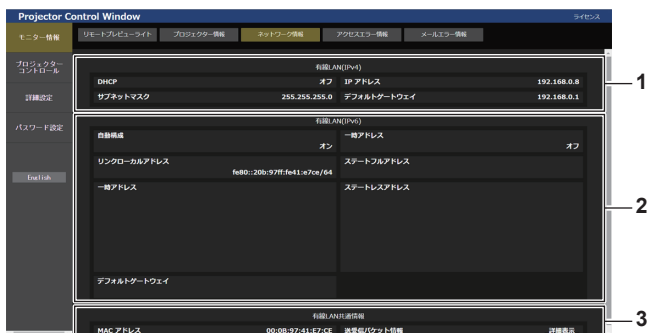 Projector Control Window
ライセンス
モニター情報
リモートプレビューライト プロジェクター情報 ネットワーク情報 アクセスエラー情報 メールエラー情報
プロジェクター
コントロール
詳細設定
パスワード設定
English
有線LAN(IPv4)
DHCP オフ IP アドレス 192.168.0.8
サブネットマスク 255.255.255.0 デフォルトゲートウェイ 192.168.0.1
1
有線LAN(IPv6)
自動構成 オン 一時アドレス オフ
リンクローカルアドレス fe80::20b:97ff:fe41:e7ce/64 ステートフルアドレス
一時アドレス ステートレスアドレス
2
デフォルトゲートウェイ
有線LAN共通情報
3
MAC アドレス 00:0B:97:41:E7:CE 送受信パケット情報 詳細表示